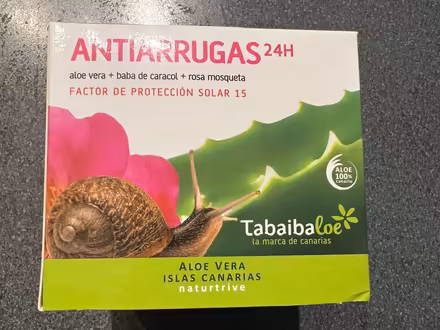 ANTIARRUGAS 24H
aloe vera + baba de caracol + rosa mosqueta
FACTOR DE PROTECCIÓN SOLAR 15
ALOE
100%
CANARIO
Tabaibaloe
la marca de canarias
ALOE VERA
ISLAS CANARIAS
naturtrive